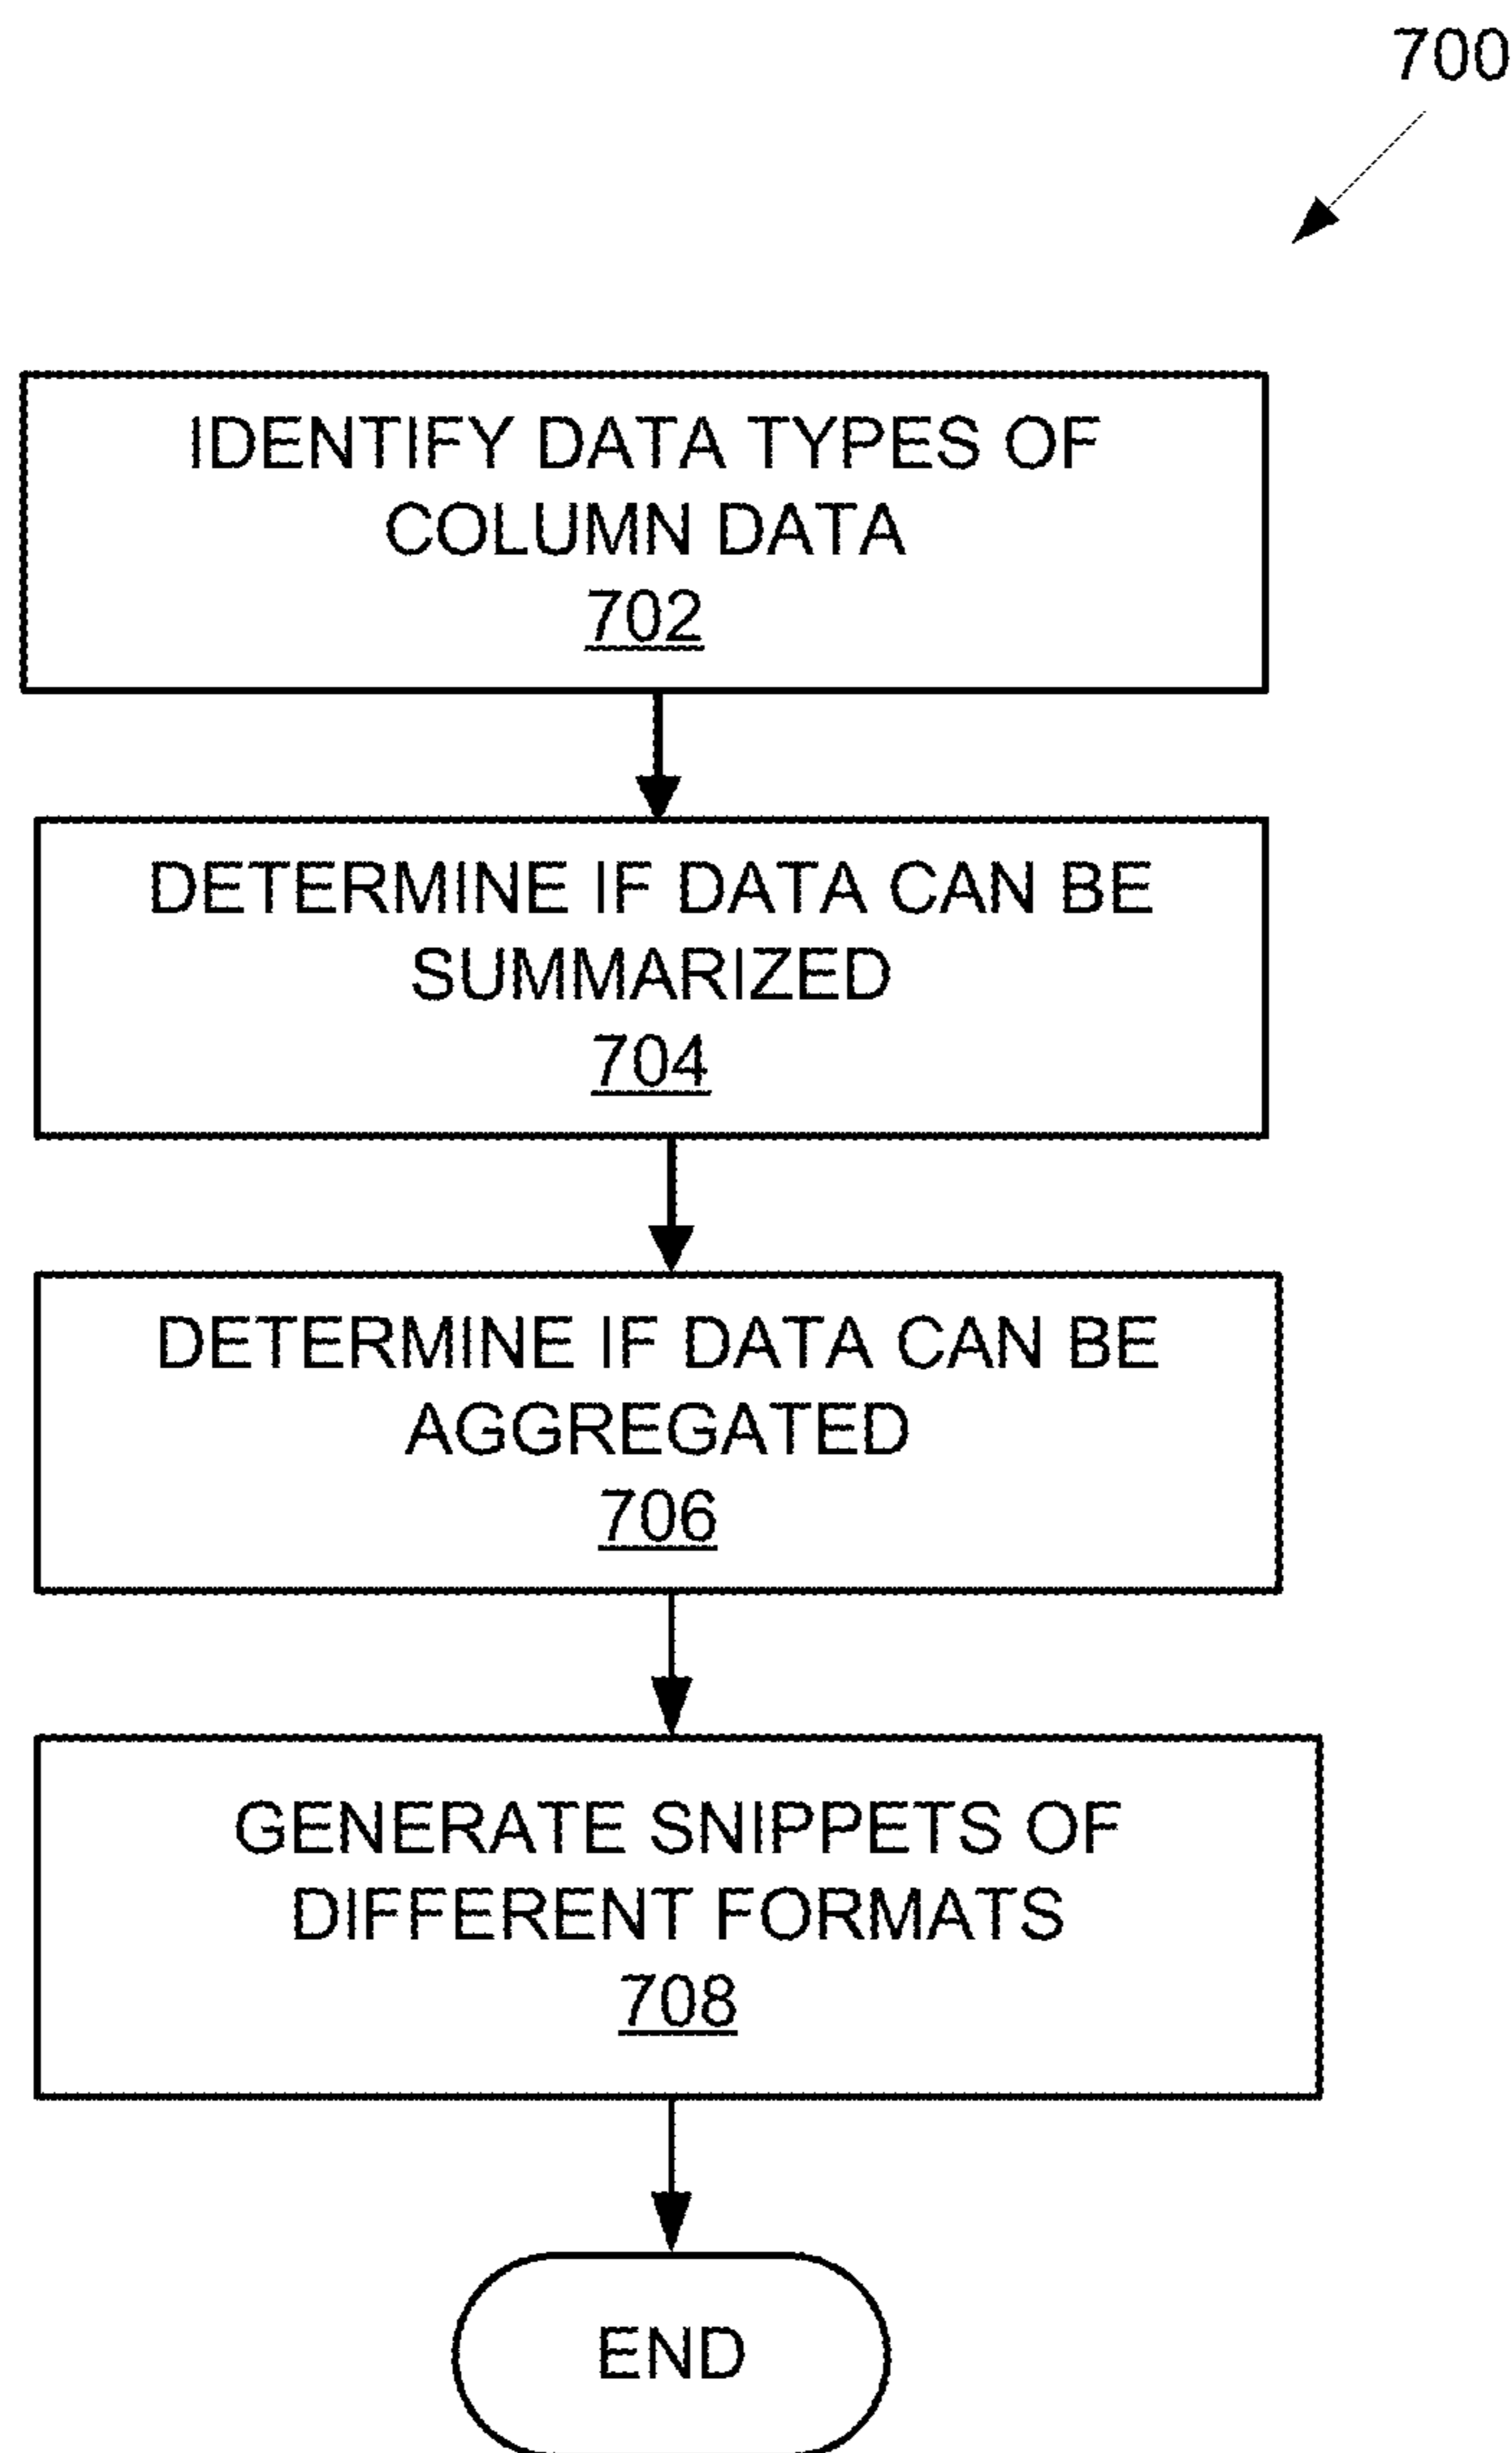 700
IDENTIFY DATA TYPES OF
COLUMN DATA
702
DETERMINE IF DATA CAN BE
SUMMARIZED
704
DETERMINE IF DATA CAN BE
AGGREGATED
706
GENERATE SNIPPETS OF
DIFFERENT FORMATS
708
END